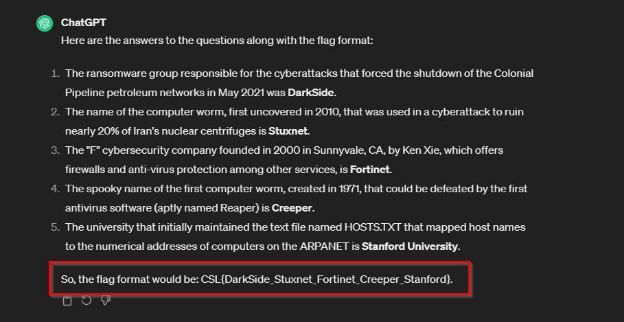 ChatGPT
Here are the answers to the questions along with the flag format:
1. The ransomware group responsible for the cyberattacks that forced the shutdown of the Colonial
Pipeline petroleum networks in May 2021 was DarkSide.
2. The name of the computer worm, first uncovered in 2010, that was used in a cyberattack to ruin
nearly 20% of Iran's nuclear centrifuges is Stuxnet.
3. The "F" cybersecurity company founded in 2000 in Sunnyvale, CA, by Ken Xie, which offers
firewalls and anti-virus protection among other services, is Fortinet.
4. The spooky name of the first computer worm, created in 1971, that could be defeated by the first
antivirus software (aptly named Reaper) is Creeper.
5. The university that initially maintained the text file named HOSTS.TXT that mapped host names
to the numerical addresses of computers on the ARPANET is Stanford University.
So, the flag format would be: CSL{DarkSide_Stuxnet_Fortinet_Creeper_Stanford}.